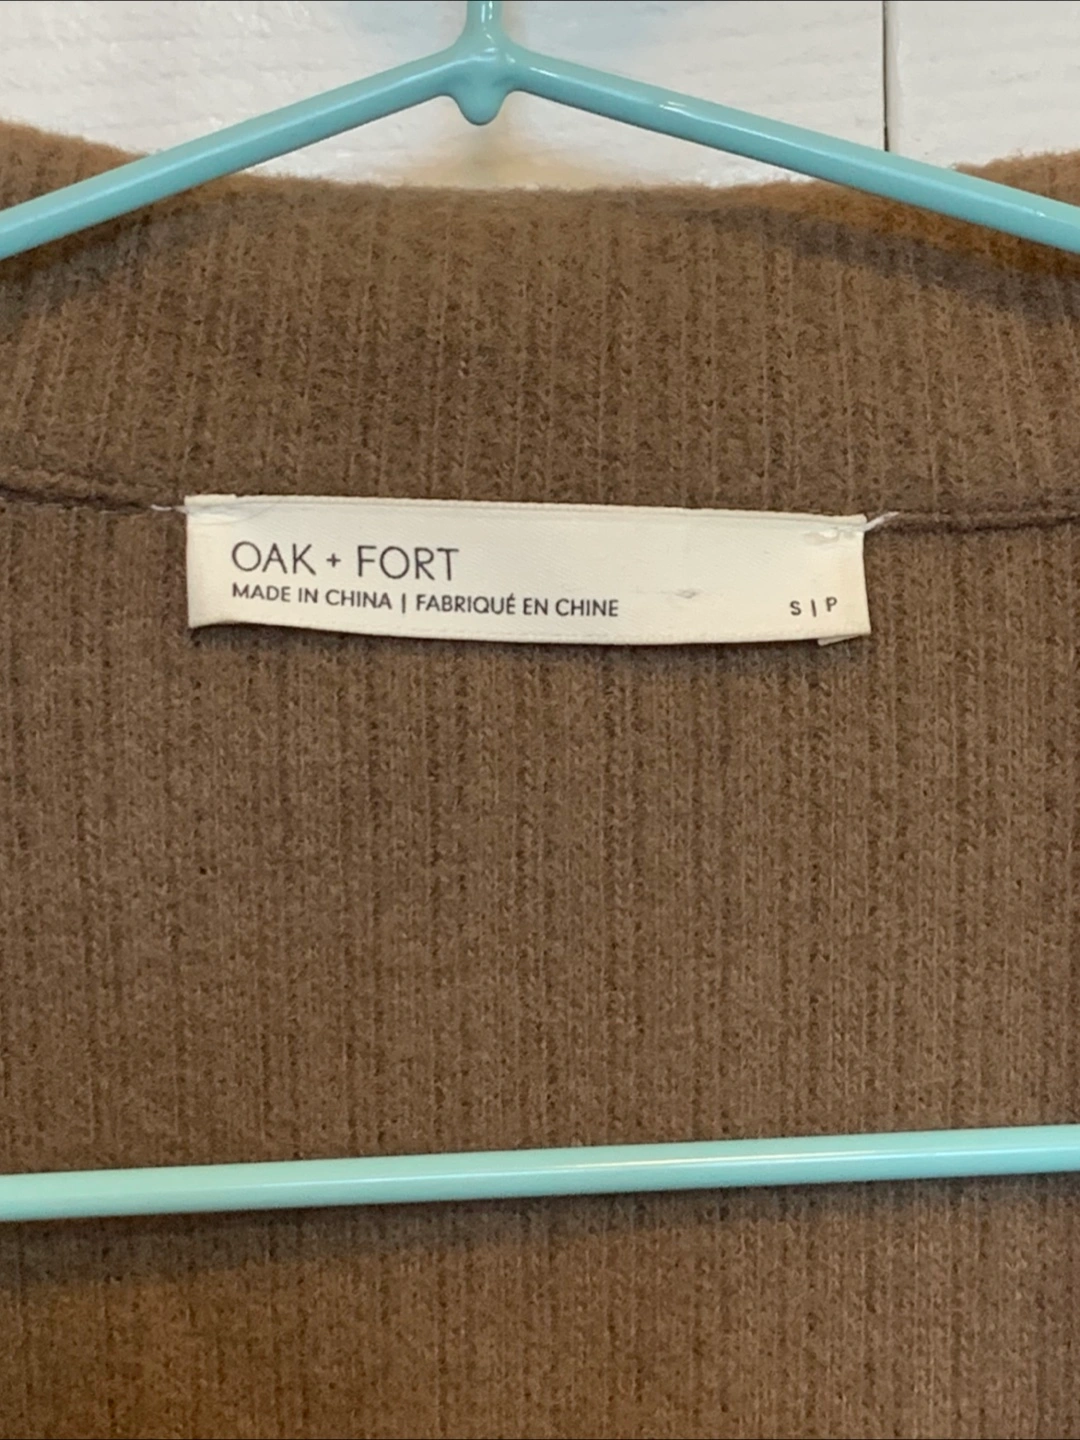 OAK + FORT
MADE IN CHINA | FABRIQUÉ EN CHINE
S | P